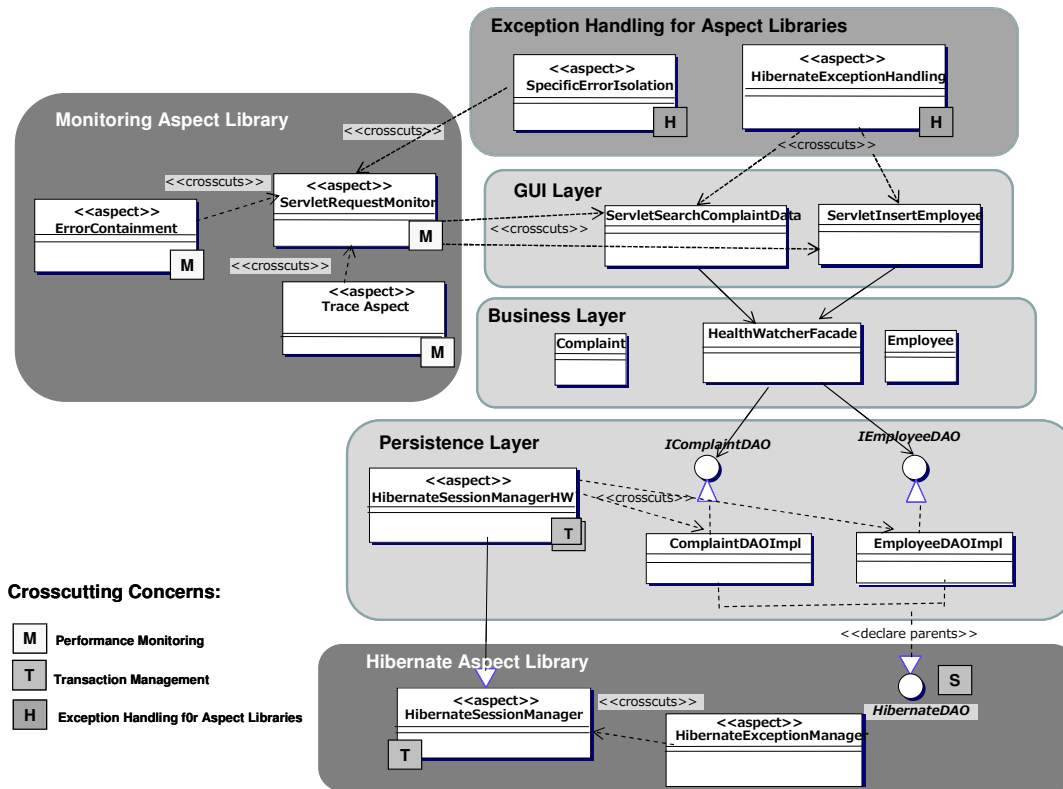 Exception Handling for Aspect Libraries
<<aspect>>
SpecificErrorIsolation
H
<<aspect>>
HibernateExceptionHandling
H
Monitoring Aspect Library
<<crosscuts>>
<<crosscuts>>
<<crosscuts>>
<<aspect>>
ServletRequestMonitor
M
<<aspect>>
ErrorContainment
M
<<crosscuts>>
<<aspect>>
Trace Aspect
M
GUI Layer
ServletSearchComplaintData
ServletInsertEmployee
<<crosscuts>>
Business Layer
Complaint
HealthWatcherFacade
Employee
Persistence Layer
IComplaintDAO
IEmployeeDAO
<<aspect>>
HibernateSessionManagerHW
T
<<crosscuts>>
ComplaintDAOImpl
EmployeeDAOImpl
<<declare parents>>
Crosscutting Concerns:
M Performance Monitoring
T Transaction Management
H Exception Handling f0r Aspect Libraries
Hibernate Aspect Library
S
HibernateDAO
<<aspect>>
HibernateSessionManager
T
<<crosscuts>>
<<aspect>>
HibernateExceptionManager